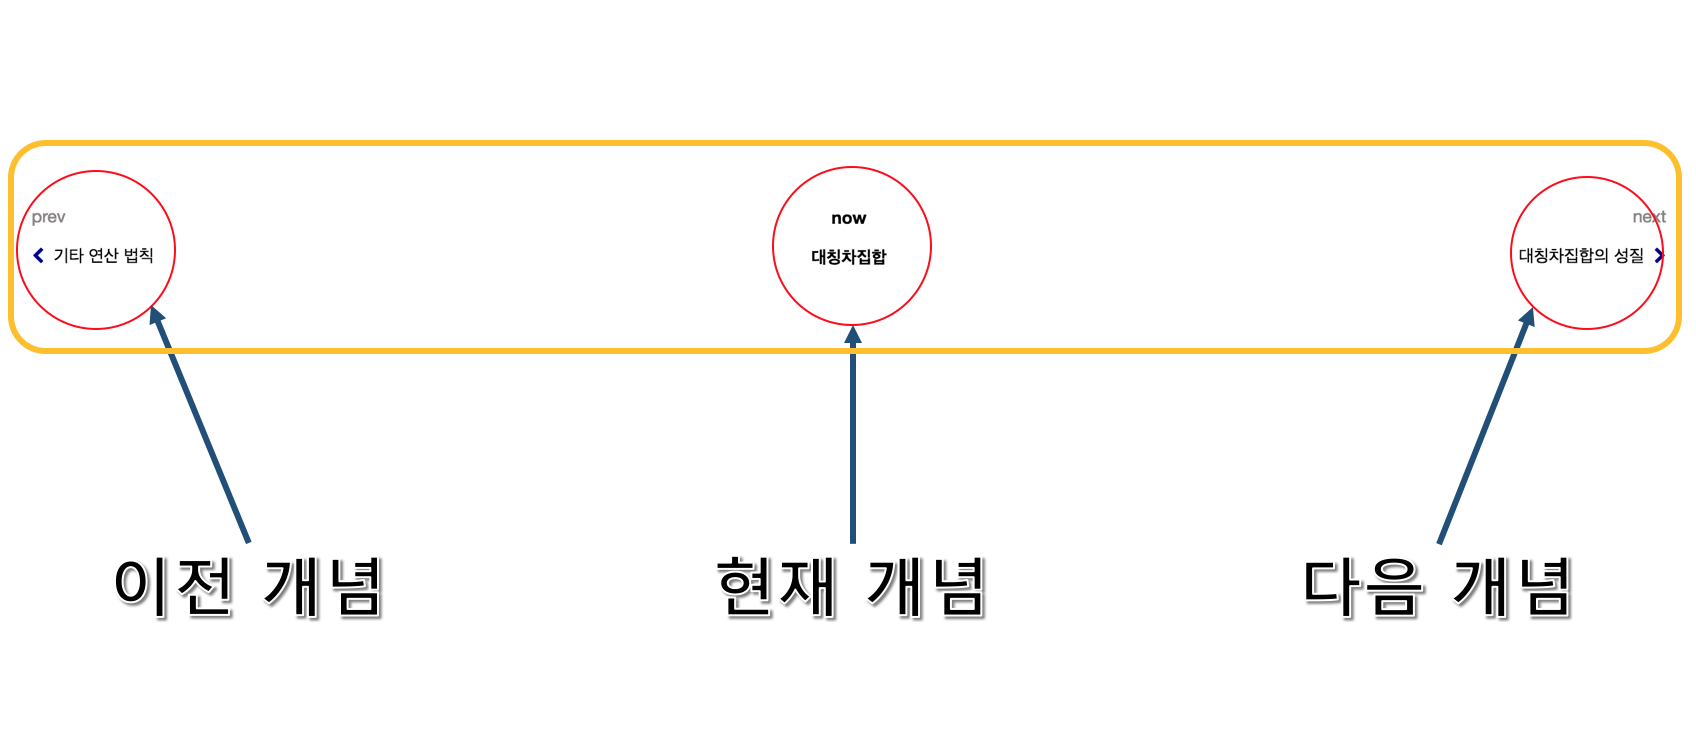 prev
기타 연산 법칙
now
대칭차집합
next
대칭차집합의 성질
이전 개념
현재 개념
다음 개념